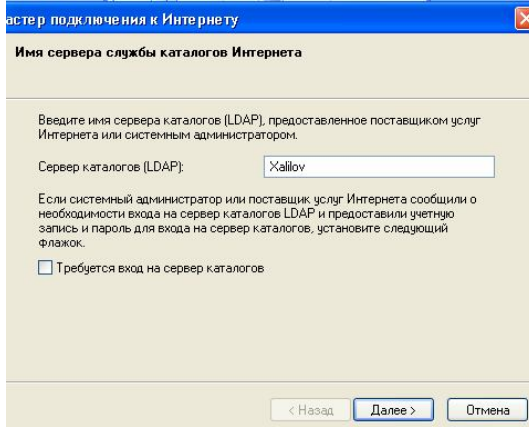 астер подключения к Интернету
Имя сервера службы каталогов Интернета
Введите имя сервера каталогов (LDAP), предоставленное поставщиком услуг
Интернета или системным администратором.
Сервер каталогов (LDAP): Xalilov
Если системный администратор или поставщик услуг Интернета сообщили о
необходимости входа на сервер каталогов LDAP и предоставили учетную
запись и пароль для входа на сервер каталогов, установите следующий
флажок.
Требуется вход на сервер каталогов
< Назад Далее > Отмена